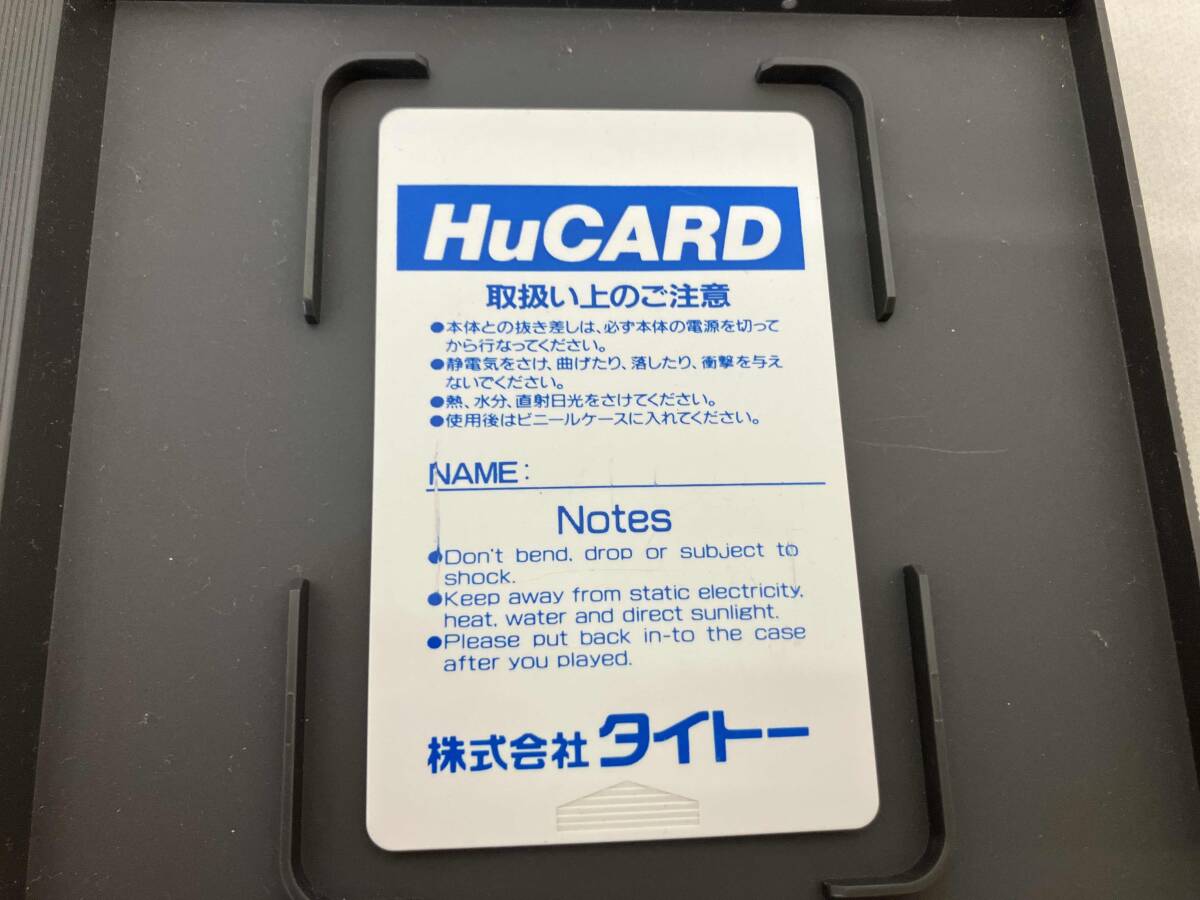 HuCARD
取扱い上のご注意
●本体との抜き差しは、必ず本体の電源を切って
から行なってください。
●静電気をさけ、曲げたり、落したり、衝撃を与え
ないでください。
●熱、水分、直射日光をさけてください。
●使用後はビニールケースに入れてください。
NAME:
Notes
●Don't bend, drop or subject to
shock.
●Keep away from static electricity,
heat, water and direct sunlight.
●Please put back in-to the case
after you played.
株式会社 タイトー